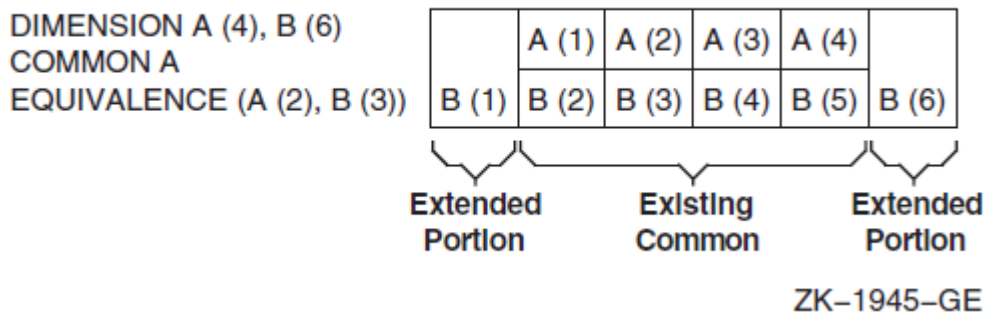 DIMENSION A (4), B (6)
COMMON A
EQUIVALENCE (A (2), B (3))
A (1) A (2) A (3) A (4)
B (1) B (2) B (3) B (4) B (5) B (6)
Extended Portion
Existing Common
Extended Portion
ZK–1945–GE